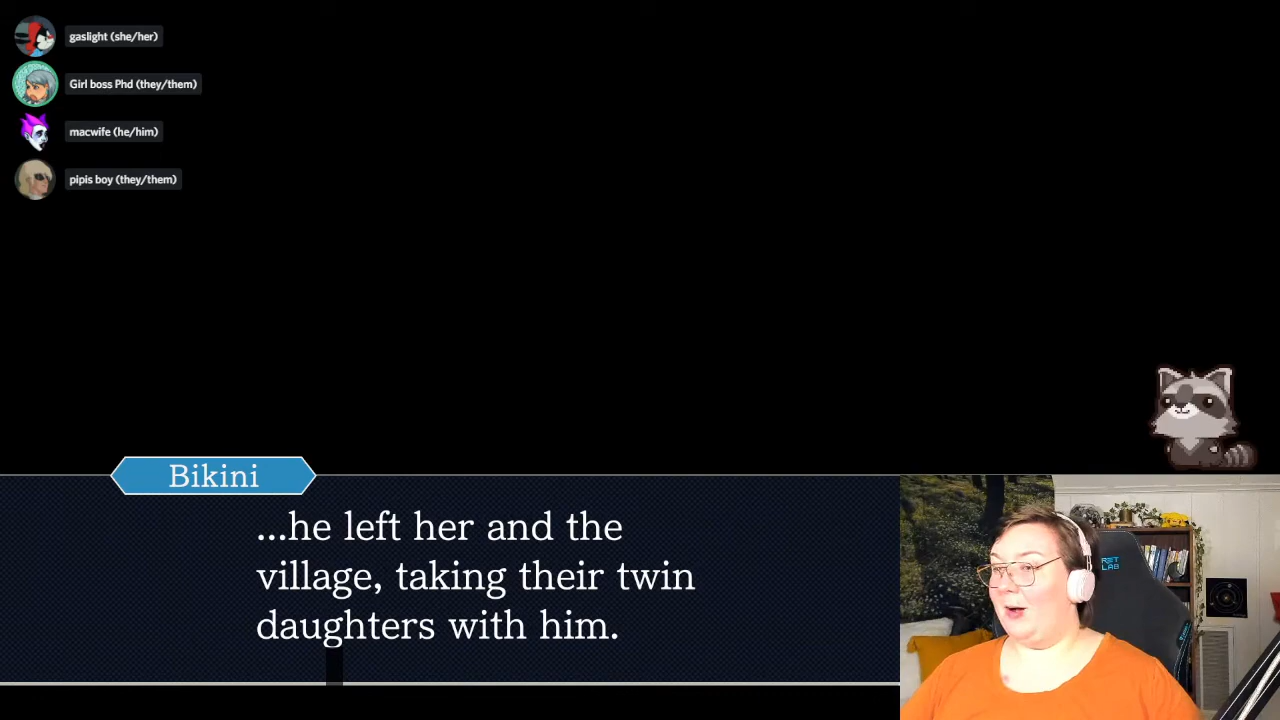 gaslight (she/her)
Girl boss Phd (they/them)
macwife (he/him)
pipis boy (they/them)
Bikini
...he left her and the
village, taking their twin
daughters with him.